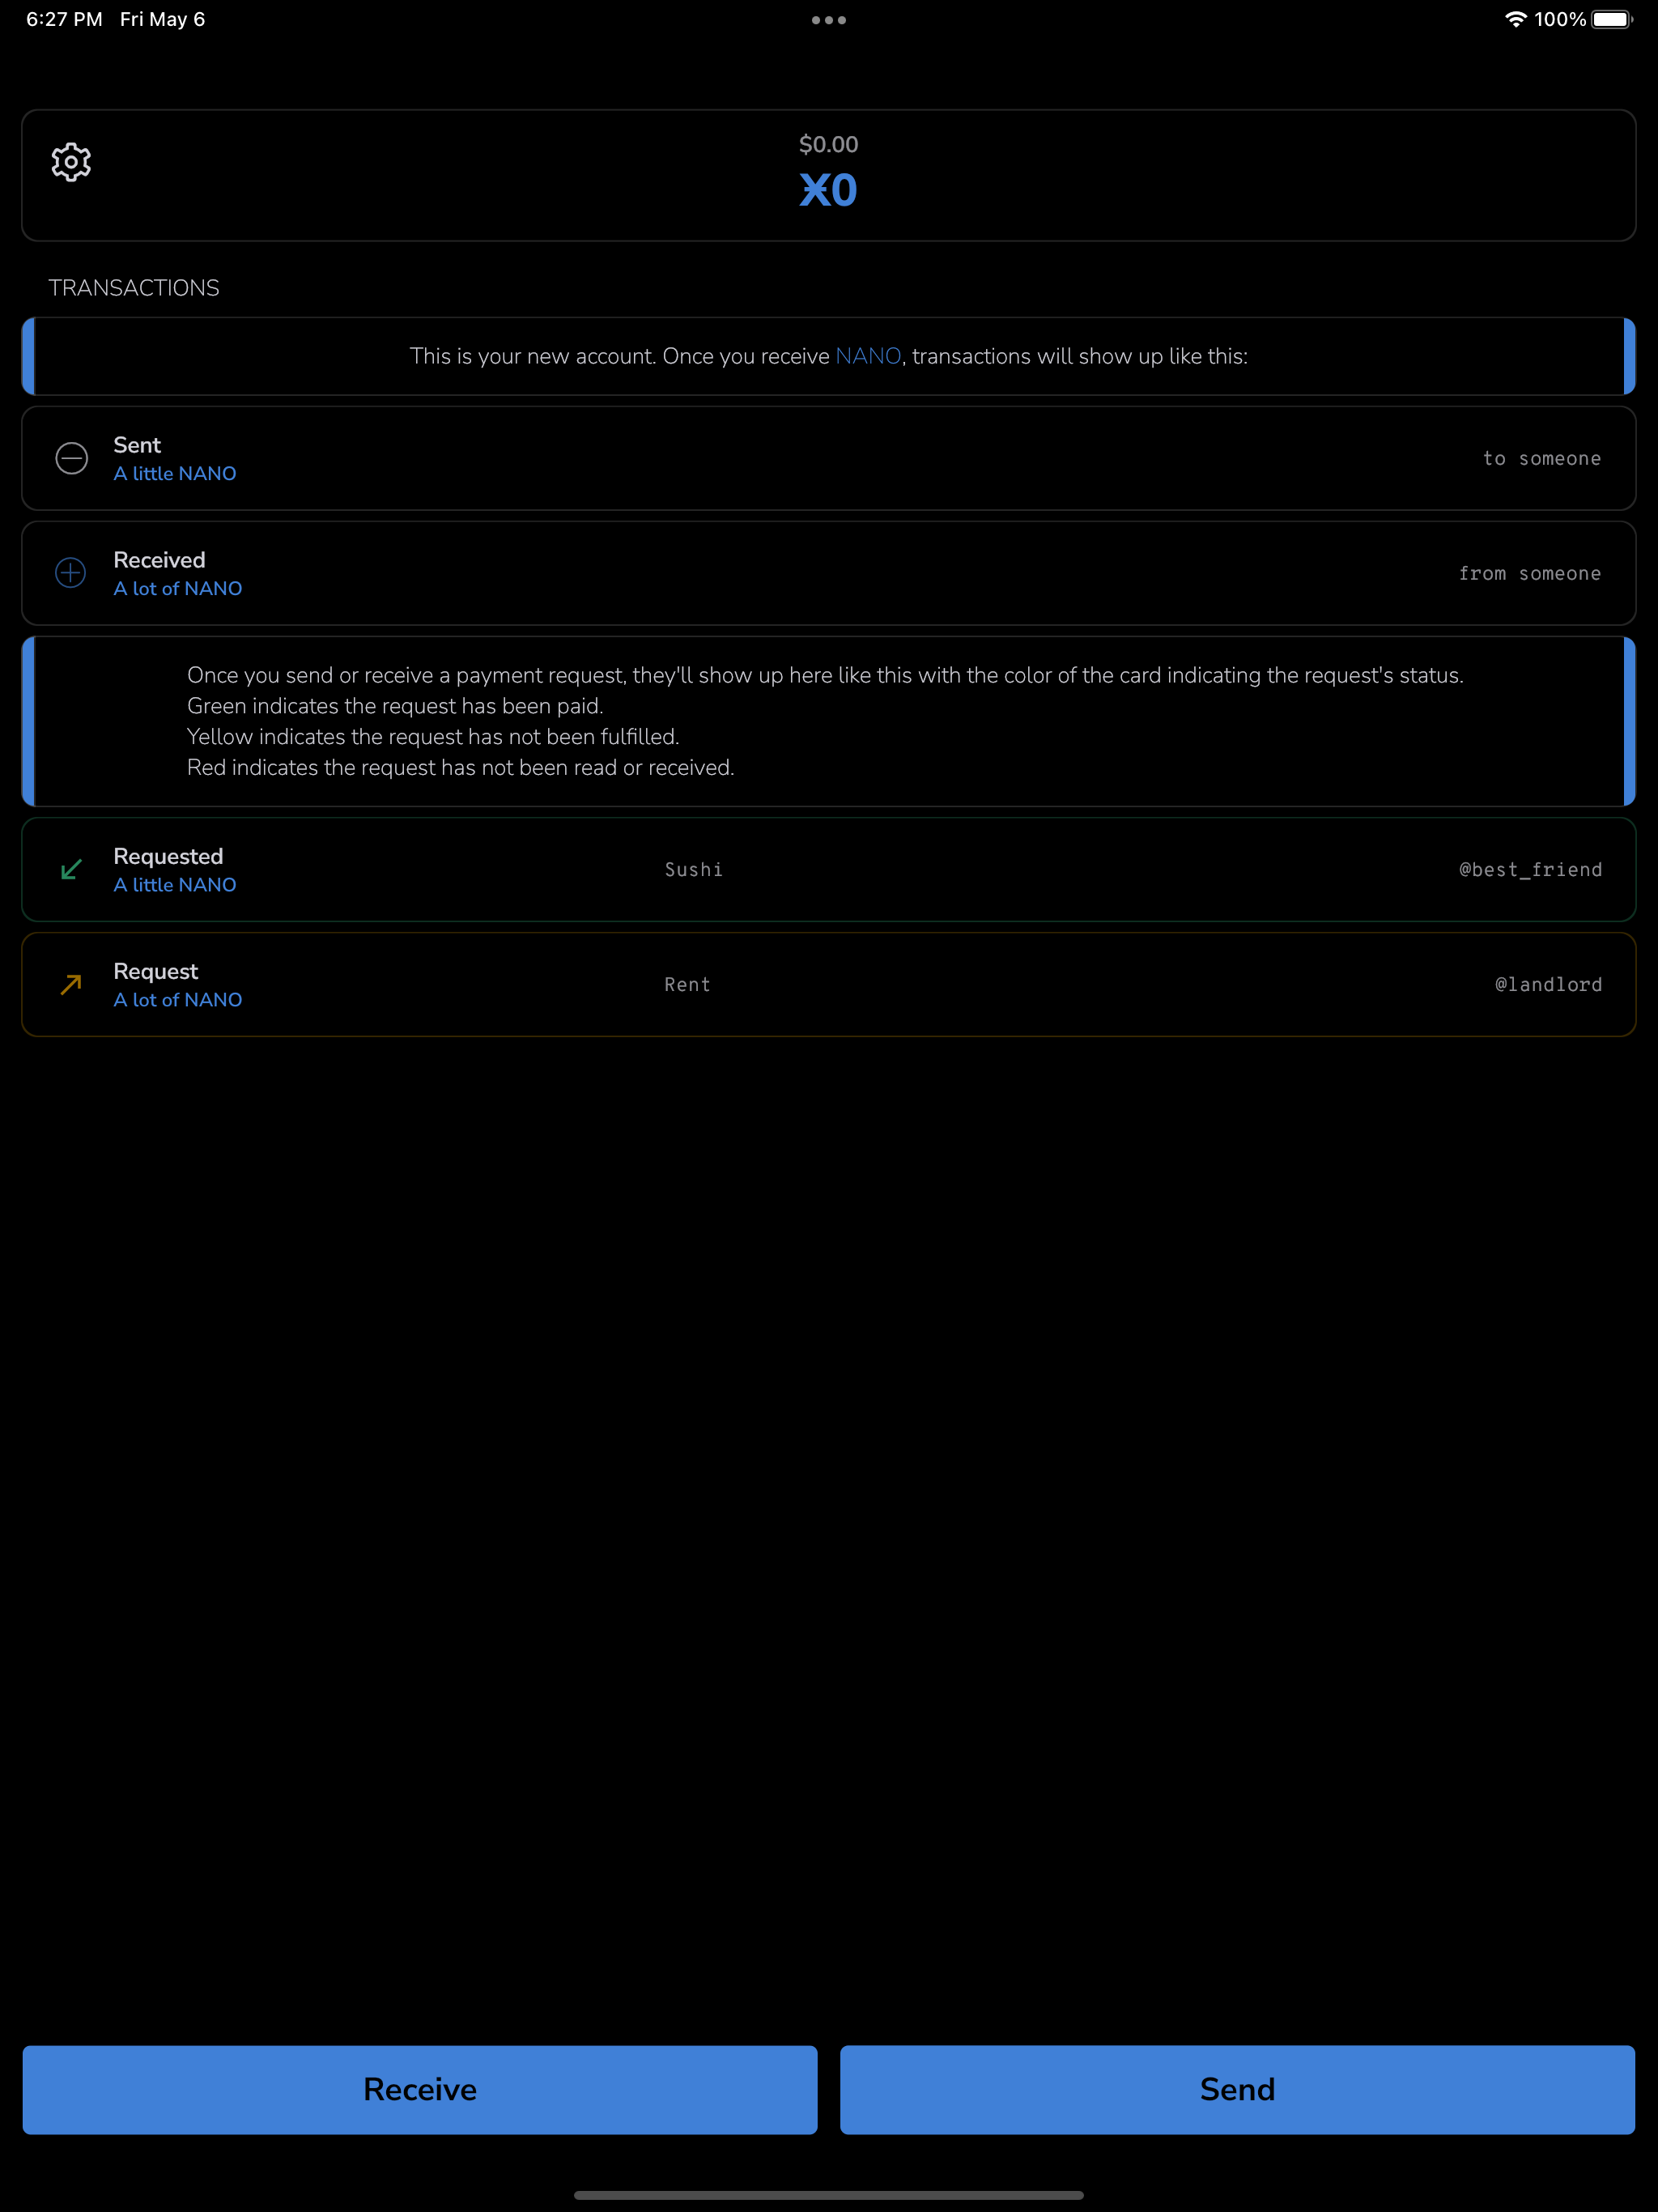 6:27 PM Fri May 6
100%
$0.00
Ӿ0
TRANSACTIONS
This is your new account. Once you receive NANO, transactions will show up like this:
Sent
A little NANO
to someone
Received
A lot of NANO
from someone
Once you send or receive a payment request, they'll show up here like this with the color of the card indicating the request's status.
Green indicates the request has been paid.
Yellow indicates the request has not been fulfilled.
Red indicates the request has not been read or received.
Requested
A little NANO
Sushi
@best_friend
Request
A lot of NANO
Rent
@landlord
Receive
Send